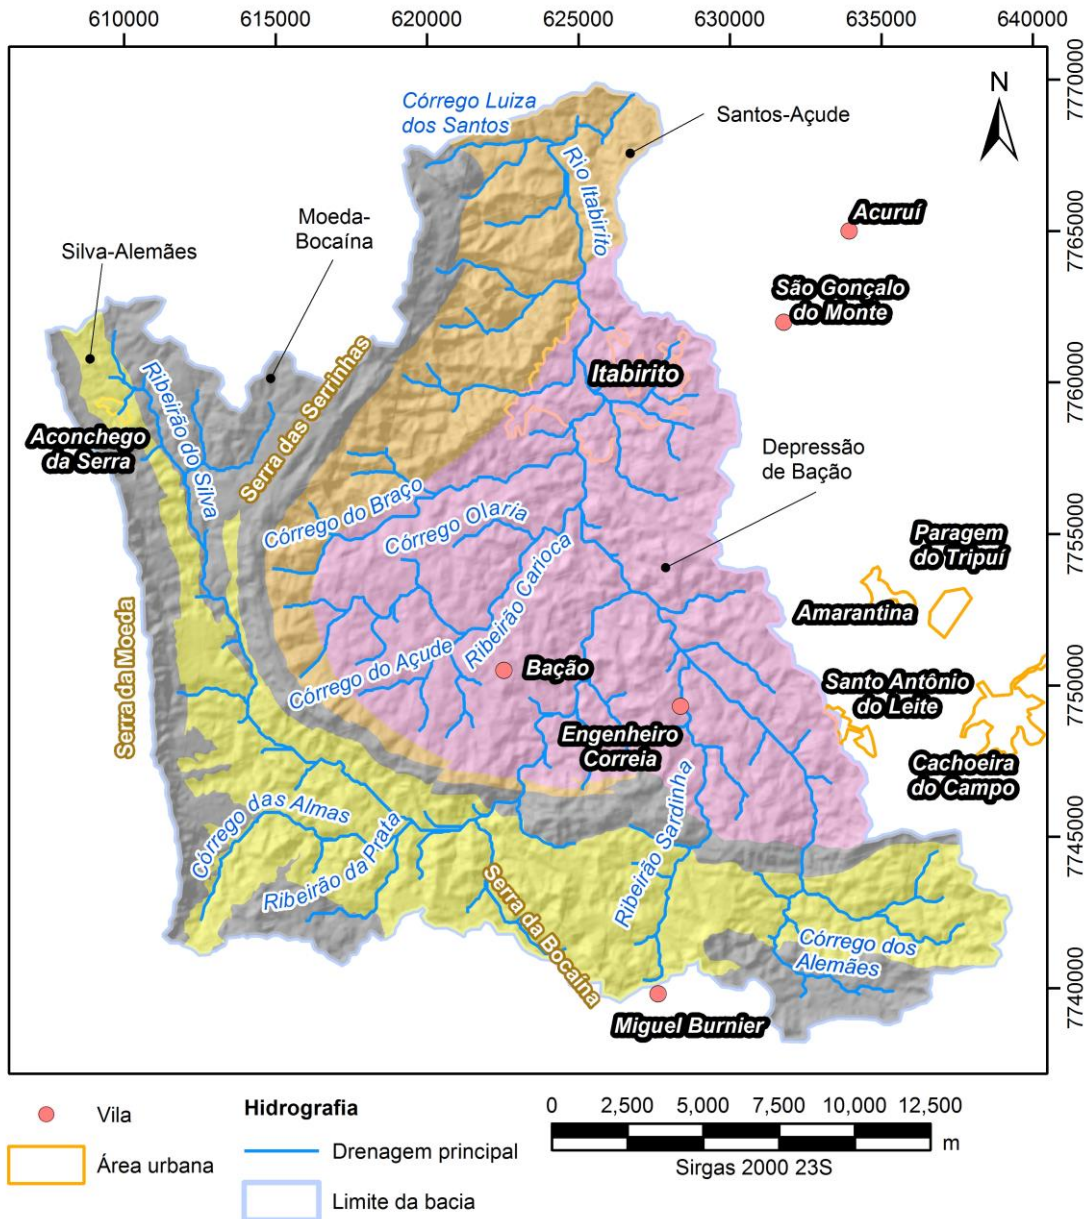 610000 615000 620000 625000 630000 635000 640000
7770000
7765000
7760000
7755000
7750000
7745000
7740000
N
Córrego Luiza
dos Santos
Santos-Açude
Rio Itabirito
Acuruí
Moeda-
Bocaína
Silva-Alemães
São Gonçalo
do Monte
Ribeirão do Silva
Serra das Serrinhas
Itabirito
Aconchego
da Serra
Depressão
de Bação
Córrego do Braço
Córrego Olaria
Ribeirão Carioca
Paragem
do Tripuí
Amarantina
Serra da Moeda
Córrego do Açude
Bação
Santo Antônio
do Leite
Engenheiro
Correia
Cachoeira
do Campo
Córrego das Almas
Ribeirão da Prata
Ribeirão Sardinha
Serra da Bocaína
Córrego dos
Alemães
Miguel Burnier
Vila
Área urbana
Hidrografia
Drenagem principal
Limite da bacia
0 2,500 5,000 7,500 10,000 12,500
m
Sirgas 2000 23S